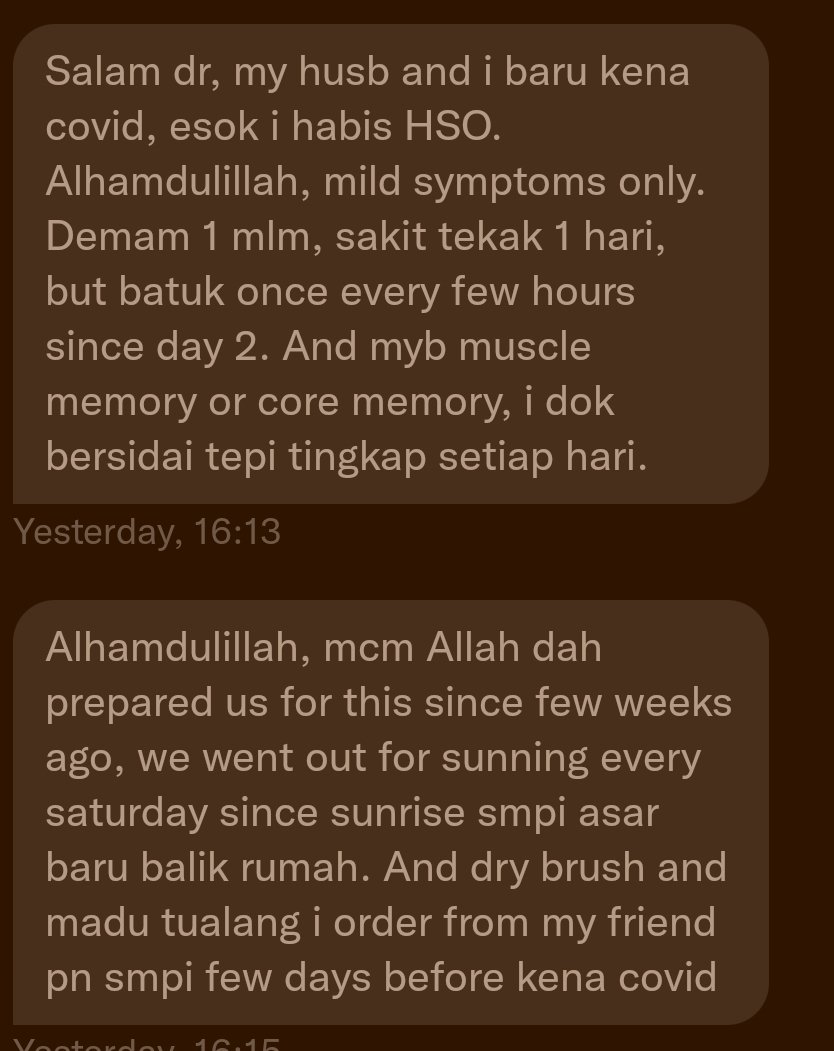 Salam dr, my husb and i baru kena
covid, esok i habis HSO.
Alhamdulillah, mild symptoms only.
Demam 1 mlm, sakit tekak 1 hari,
but batuk once every few hours
since day 2. And myb muscle
memory or core memory, i dok
bersidai tepi tingkap setiap hari.
Yesterday, 16:13
Alhamdulillah, mcm Allah dah
prepared us for this since few weeks
ago, we went out for sunning every
saturday since sunrise smpi asar
baru balik rumah. And dry brush and
madu tualang i order from my friend
pn smpi few days before kena covid
Yesterday, 16:15